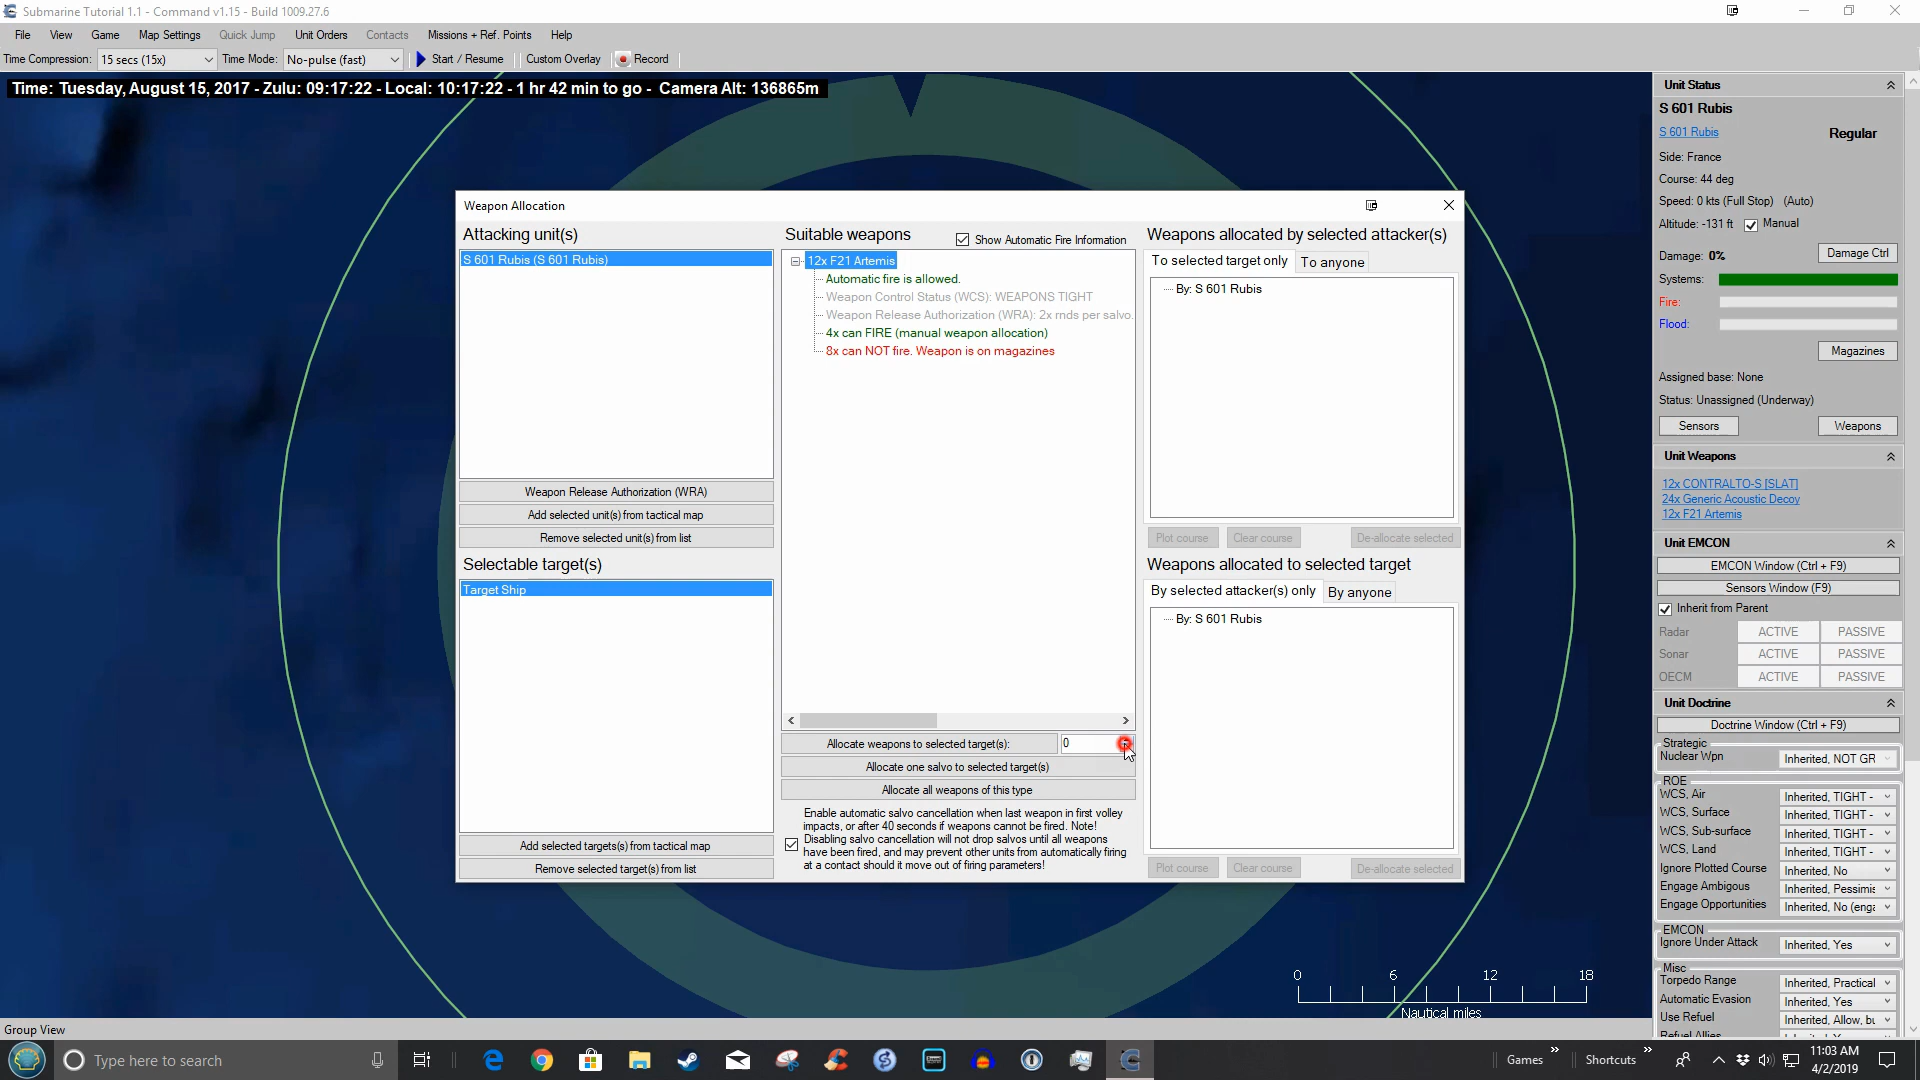 Submarine Tutorial 1.1 - Command v1.15 - Build 1009.27.6
File View Game Map Settings Quick Jump Unit Orders Contacts Missions + Ref. Points Help
Time Compression: 15 secs (15x) Time Mode: No-pulse (fast) Start / Resume Custom Overlay Record
Time: Tuesday, August 15, 2017 - Zulu: 09:17:22 - Local: 10:17:22 - 1 hr 42 min to go - Camera Alt: 136865m
Weapon Allocation
Attacking unit(s)
S 601 Rubis (S 601 Rubis)
Weapon Release Authorization (WRA)
Add selected unit(s) from tactical map
Remove selected unit(s) from list
Selectable target(s)
Target Ship
Add selected targets(s) from tactical map
Remove selected target(s) from list
Suitable weapons
Show Automatic Fire Information
12x F21 Artemis
Automatic fire is allowed.
Weapon Control Status (WCS): WEAPONS TIGHT
Weapon Release Authorization (WRA): 2x rnds per salvo.
4x can FIRE (manual weapon allocation)
8x can NOT fire. Weapon is on magazines
Allocate weapons to selected target(s): 0
Allocate one salvo to selected target(s)
Allocate all weapons of this type
Enable automatic salvo cancellation when last weapon in first volley
impacts, or after 40 seconds if weapons cannot be fired. Note!
Disabling salvo cancellation will not drop salvos until all weapons
have been fired, and may prevent other units from automatically firing
at a contact should it move out of firing parameters!
Weapons allocated by selected attacker(s)
To selected target only To anyone
By: S 601 Rubis
Plot course Clear course De-allocate selected
Weapons allocated to selected target
By selected attacker(s) only By anyone
By: S 601 Rubis
Plot course Clear course De-allocate selected
0 6 12 18
Nautical miles
Unit Status
S 601 Rubis
S 601 Rubis Regular
Side: France
Course: 44 deg
Speed: 0 kts (Full Stop) (Auto)
Altitude: -131 ft Manual
Damage: 0% Damage Ctrl
Systems:
Fire:
Flood:
Magazines
Assigned base: None
Status: Unassigned (Underway)
Sensors Weapons
Unit Weapons
12x CONTRALTO-S [SLAT]
24x Generic Acoustic Decoy
12x F21 Artemis
Unit EMCON
EMCON Window (Ctrl + F9)
Sensors Window (F9)
Inherit from Parent
Radar ACTIVE PASSIVE
Sonar ACTIVE PASSIVE
OECM ACTIVE PASSIVE
Unit Doctrine
Doctrine Window (Ctrl + F9)
Strategic
Nuclear Wpn Inherited, NOT GR
ROE
WCS, Air Inherited, TIGHT -
WCS, Surface Inherited, TIGHT -
WCS, Sub-surface Inherited, TIGHT -
WCS, Land Inherited, TIGHT -
Ignore Plotted Course Inherited, No
Engage Ambigous Inherited, Pessimis
Engage Opportunities Inherited, No (enga
EMCON
Ignore Under Attack Inherited, Yes
Misc
Torpedo Range Inherited, Practical
Automatic Evasion Inherited, Yes
Use Refuel Inherited, Allow, bu
Refuel Allies
Group View
Type here to search
Games Shortcuts
11:03 AM
4/2/2019